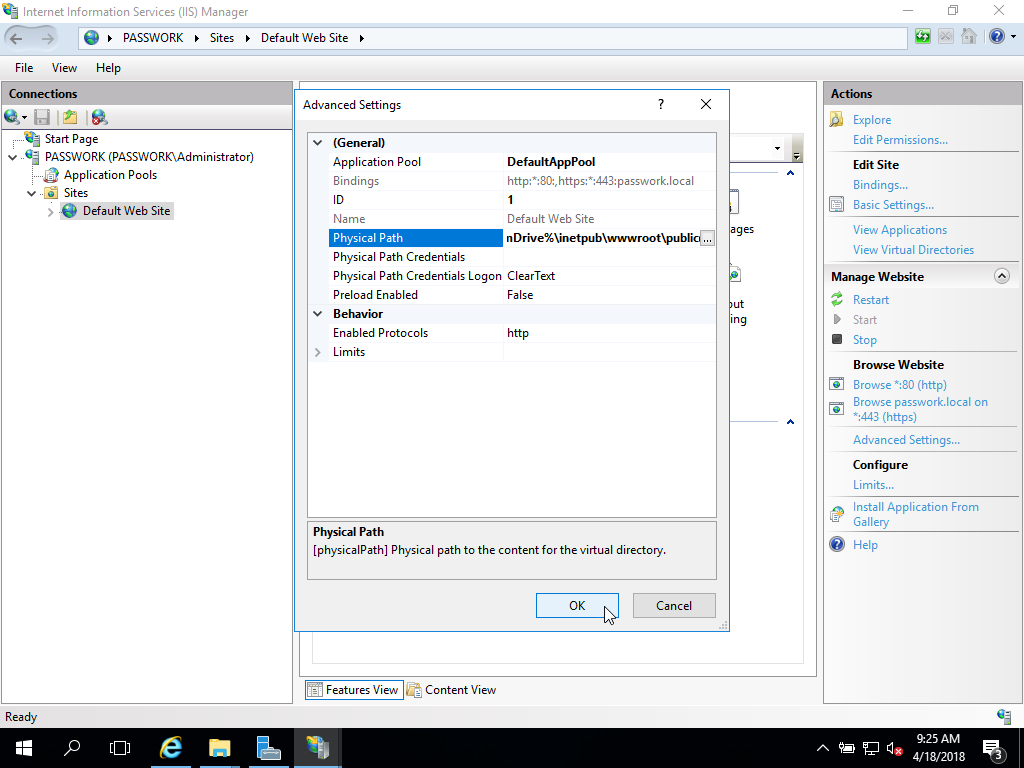 Internet Information Services (IIS) Manager
PASSWORK
Sites
Default Web Site
File View Help
Connections
Start Page
PASSWORK (PASSWORK\Administrator)
Application Pools
Sites
Default Web Site
Advanced Settings
?
(General)
Application Pool DefaultAppPool
Bindings http:*:80:,https:*:443:passwork.local
ID 1
Name Default Web Site
Physical Path nDrive%\inetpub\wwwroot\public ...
Physical Path Credentials
Physical Path Credentials Logon ClearText
Preload Enabled False
Behavior
Enabled Protocols http
Limits
Physical Path
[physicalPath] Physical path to the content for the virtual directory.
OK Cancel
ages
out
ing
Features View Content View
Actions
Explore
Edit Permissions...
Edit Site
Bindings...
Basic Settings...
View Applications
View Virtual Directories
Manage Website
Restart
Start
Stop
Browse Website
Browse *:80 (http)
Browse passwork.local on
*:443 (https)
Advanced Settings...
Configure
Limits...
Install Application From
Gallery
Help
Ready
9:25 AM
4/18/2018
3